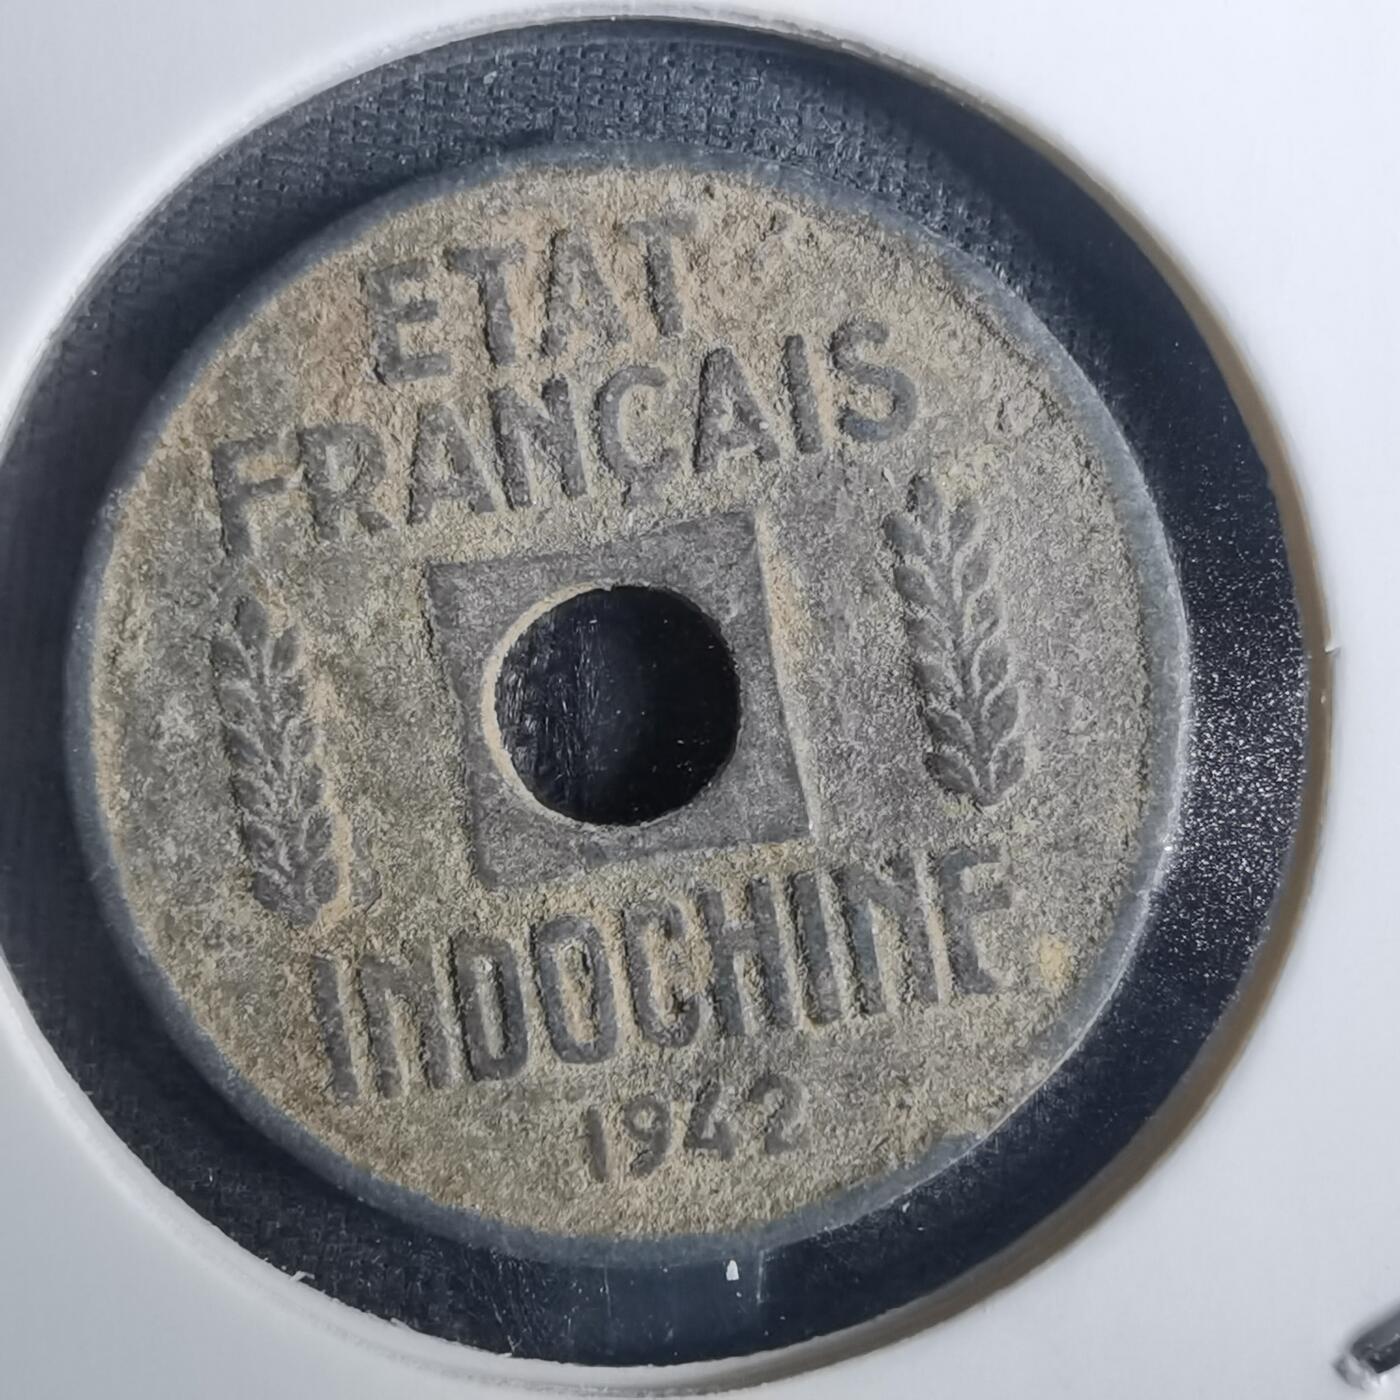 ETAT
FRANÇAIS
INDOCHINE
1942